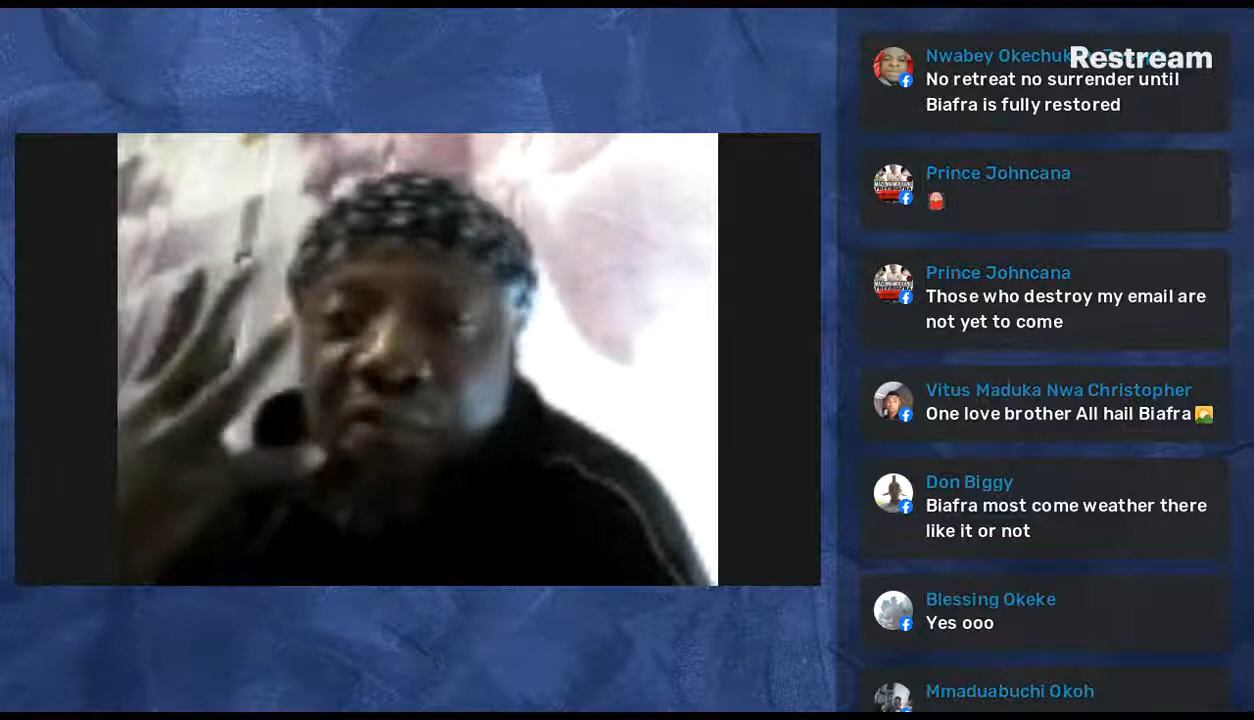 Restream
Nwabey Okechuk
No retreat no surrender until
Biafra is fully restored
Prince Johncana
Prince Johncana
Those who destroy my email are
not yet to come
Vitus Maduka Nwa Christopher
One love brother All hail Biafra
Don Biggy
Biafra most come weather there
like it or not
Blessing Okeke
Yes ooo
Mmaduabuchi Okoh